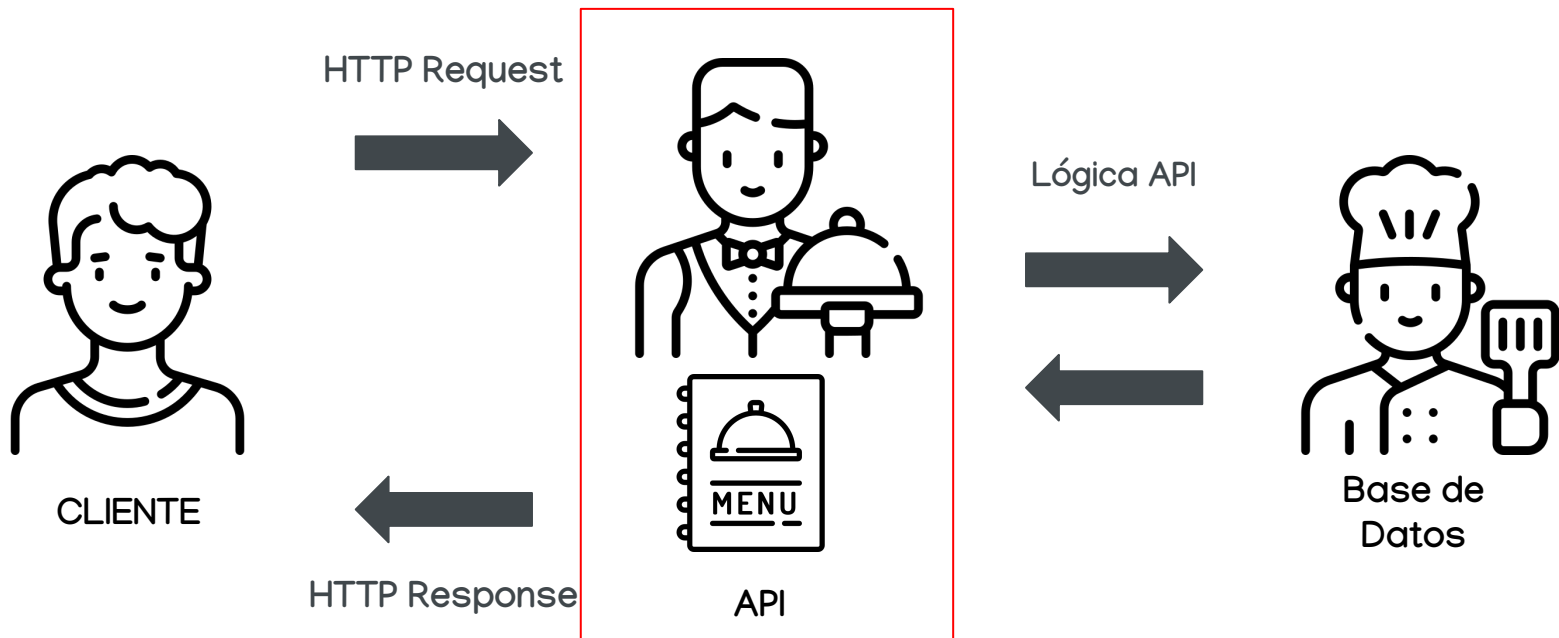 HTTP Request
Lógica API
MENU
CLIENTE
Base de
Datos
HTTP Response
API